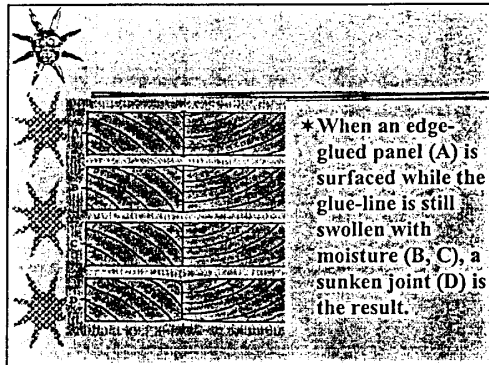 ✶ When an edge-
glued panel (A) is
surfaced while the
glue-line is still
swollen with
moisture (B, C), a
sunken joint (D) is
the result.